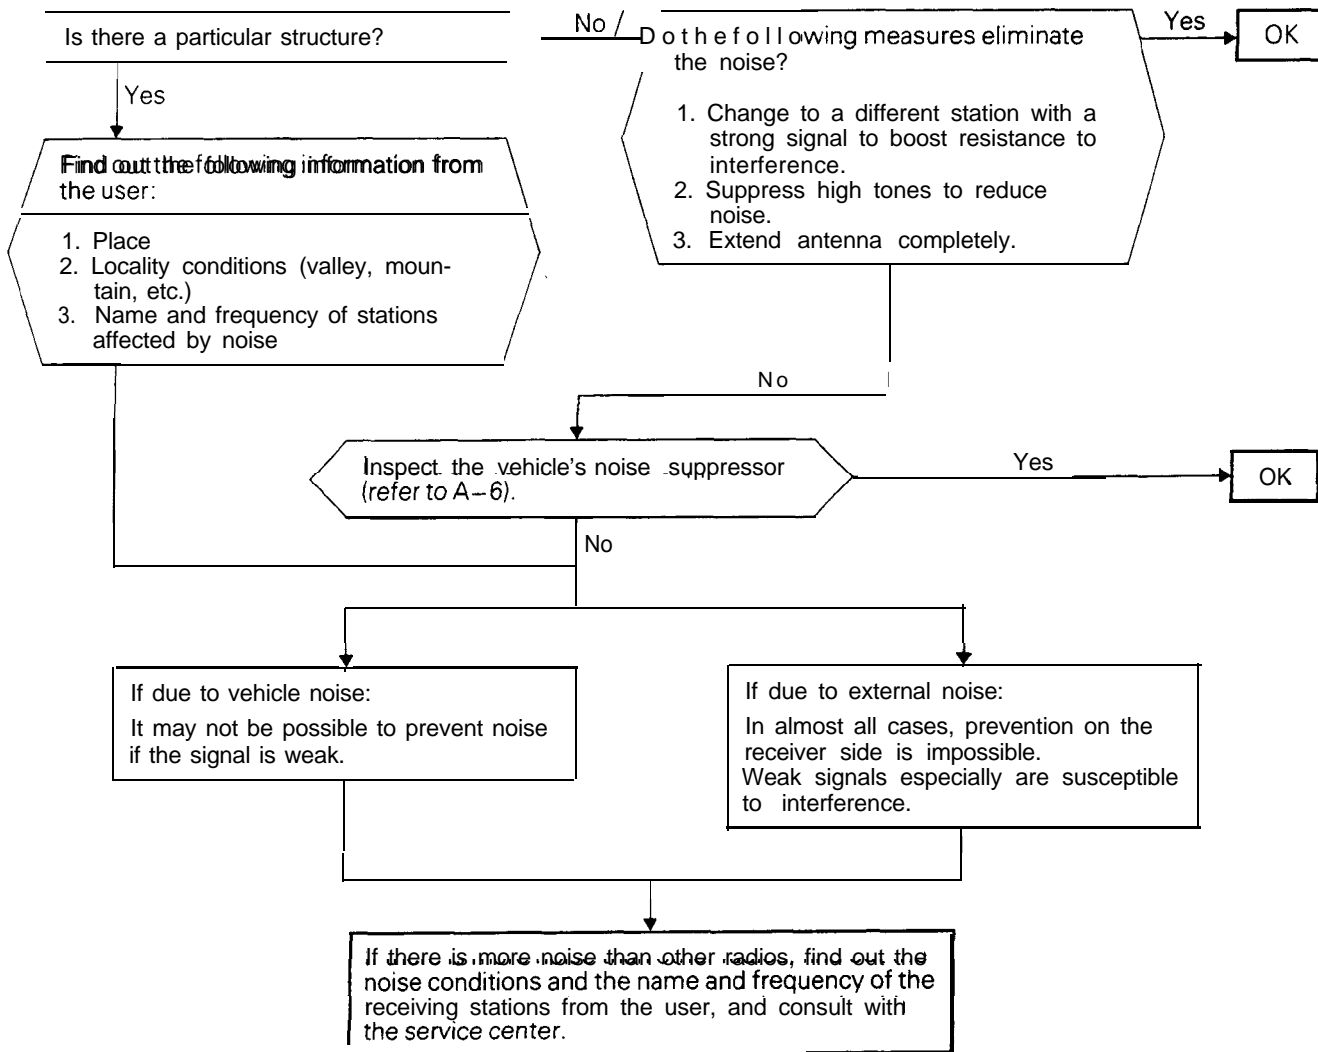 Is there a particular structure?
No
Do the following measures eliminate
the noise?
1. Change to a different station with a
strong signal to boost resistance to
interference.
2. Suppress high tones to reduce
noise.
3. Extend antenna completely.
Yes
OK
Yes
Find out the following information from
the user:
1. Place
2. Locality conditions (valley, moun-
tain, etc.)
3. Name and frequency of stations
affected by noise
No
Inspect the vehicle's noise suppressor
(refer to A-6).
Yes
OK
No
If due to vehicle noise:
It may not be possible to prevent noise
if the signal is weak.
If due to external noise:
In almost all cases, prevention on the
receiver side is impossible.
Weak signals especially are susceptible
to interference.
If there is more noise than other radios, find out the
noise conditions and the name and frequency of the
receiving stations from the user, and consult with
the service center.